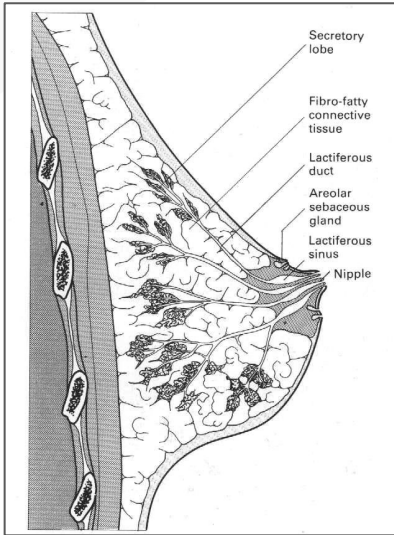 Secretory
lobe
Fibro-fatty
connective
tissue
Lactiferous
duct
Areolar
sebaceous
gland
Lactiferous
sinus
Nipple